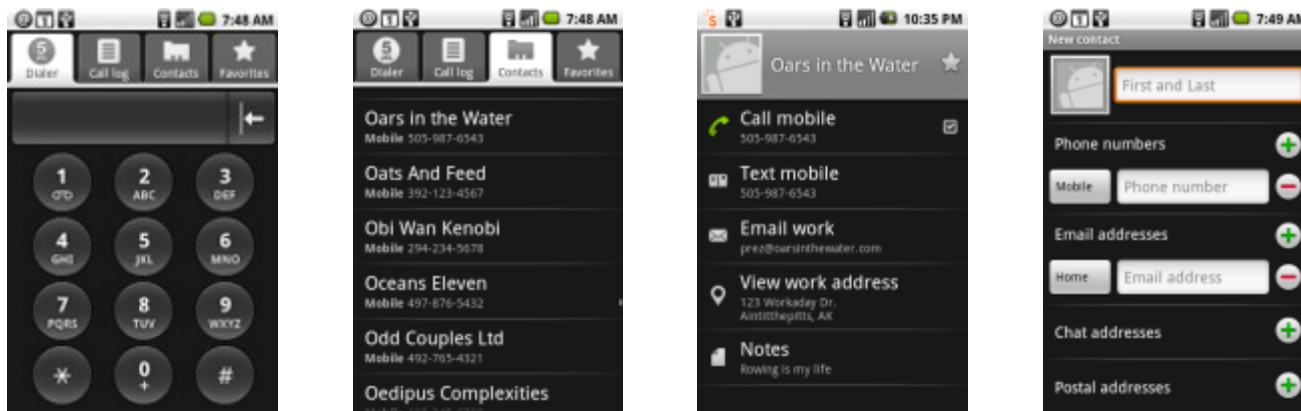 7:48 AM
5
Dialer
Call log
Contacts
Favorites
1
2 ABC
3 DEF
4 GHI
5 JKL
6 MNO
7 PQRS
8 TUV
9 WXYZ
*
0 +
#
7:48 AM
5
Dialer
Call log
Contacts
Favorites
Oars in the Water
Mobile 505-987-6543
Oats And Feed
Mobile 392-123-4567
Obi Wan Kenobi
Mobile 294-234-5678
Oceans Eleven
Mobile 497-876-5432
Odd Couples Ltd
Mobile 492-765-4321
Oedipus Complexities
10:35 PM
Oars in the Water
Call mobile
505-987-6543
Text mobile
505-987-6543
Email work
prez@oarsinthewater.com
View work address
123 Workaday Dr.
Aintitthepitts, AK
Notes
Rowing is my life
7:49 AM
New contact
First and Last
Phone numbers
Mobile
Phone number
Email addresses
Home
Email address
Chat addresses
Postal addresses